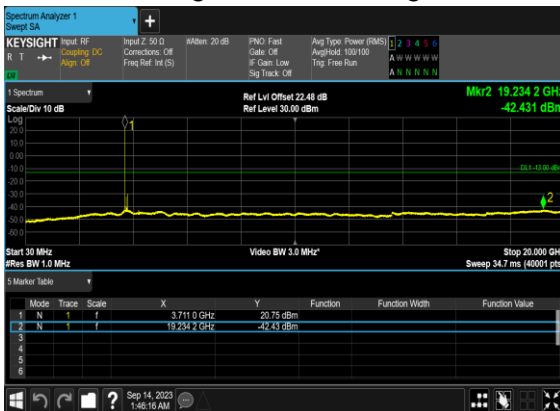 Spectrum Analyzer 1
Swept SA
+
KEYSIGHT Input: RF Input Z: 50 Ω #Atten: 20 dB PNO: Fast Avg Type: Power (RMS) 1 2 3 4 5 6
R T Coupling: DC Corrections: Off Gate: Off Avg|Hold: 100/100 A W W W W W
Align: Off Freq Ref: Int (S) IF Gain: Low Trig: Free Run
LV Sig Track: Off A N N N N N
1 Spectrum Ref Lvl Offset 22.48 dB Mkr2 19.234 2 GHz
Scale/Div 10 dB Ref Level 30.00 dBm -42.431 dBm
Log
1
20.0
10.0
0.00
-10.0
DL1 -13.00 dBm
-20.0
-30.0
2
-40.0
-50.0
-60.0
Start 30 MHz Video BW 3.0 MHz* Stop 20.000 GH
#Res BW 1.0 MHz Sweep 34.7 ms (40001 pts
5 Marker Table
Mode Trace Scale X Y Function Function Width Function Value
1 N 1 f 3.711 0 GHz 20.75 dBm
2 N 1 f 19.234 2 GHz -42.43 dBm
3
4
5
6
? Sep 14, 2023
1:46:16 AM